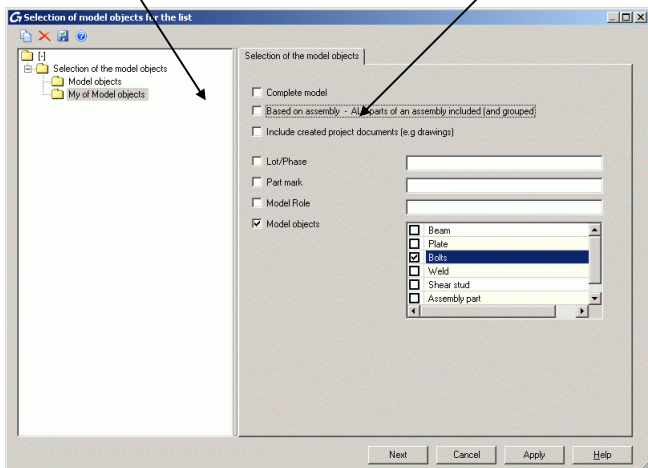 Selection of model objects for the list
[-]
Selection of the model objects
Model objects
My of Model objects
Selection of the model objects
Complete model
Based on assembly - parts of an assembly included (and grouped)
Include created project documents (e.g drawings)
Lot/Phase
Part mark
Model Role
Model objects
Beam
Plate
Bolts
Weld
Shear stud
Assembly part
Next
Cancel
Apply
Help